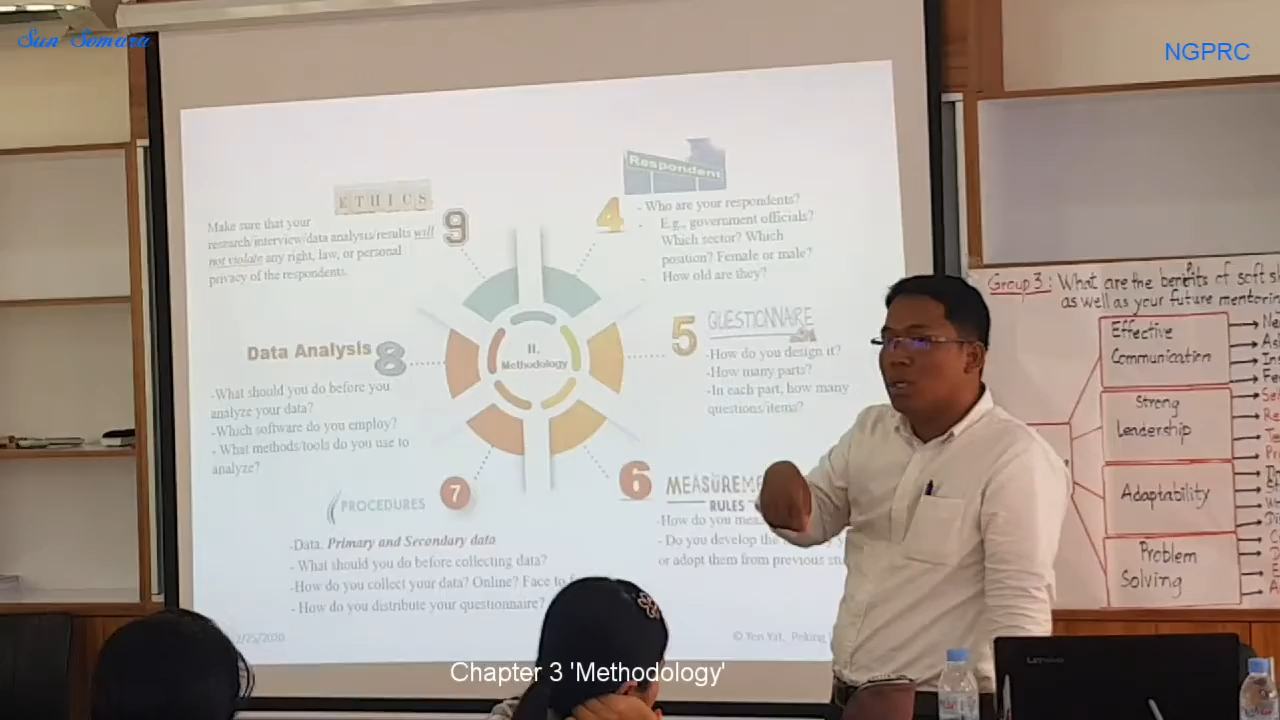 Sun Somara
NGPRC
ETHICS
Make sure that your
research/interview/data analysis/results will
not violate any right, law, or personal
privacy of the respondents.
9
Respondent
4
- Who are your respondents?
E.g., government officials?
Which sector? Which
position? Female or male?
- How old are they?
5
QUESTIONNAIRE
-How do you design it?
-How many parts?
-In each part, how many
questions/items?
Data Analysis
8
-What should you do before you
analyze your data?
-Which software do you employ?
- What methods/tools do you use to
analyze?
II.
Methodology
PROCEDURES
7
-Data. Primary and Secondary data
- What should you do before collecting data?
-How do you collect your data? Online? Face to
- How do you distribute your questionnaire?
6
RULES
-How do you
- Do you develop the
or adopt them from previous
2/25/2020
© Yen Yat,
Group 3: What are the benefits of soft
as well as your future
Effective
Communication
Strong
Leadership
Adaptability
Problem
Solving
Lenovo
Chapter 3 'Methodology'